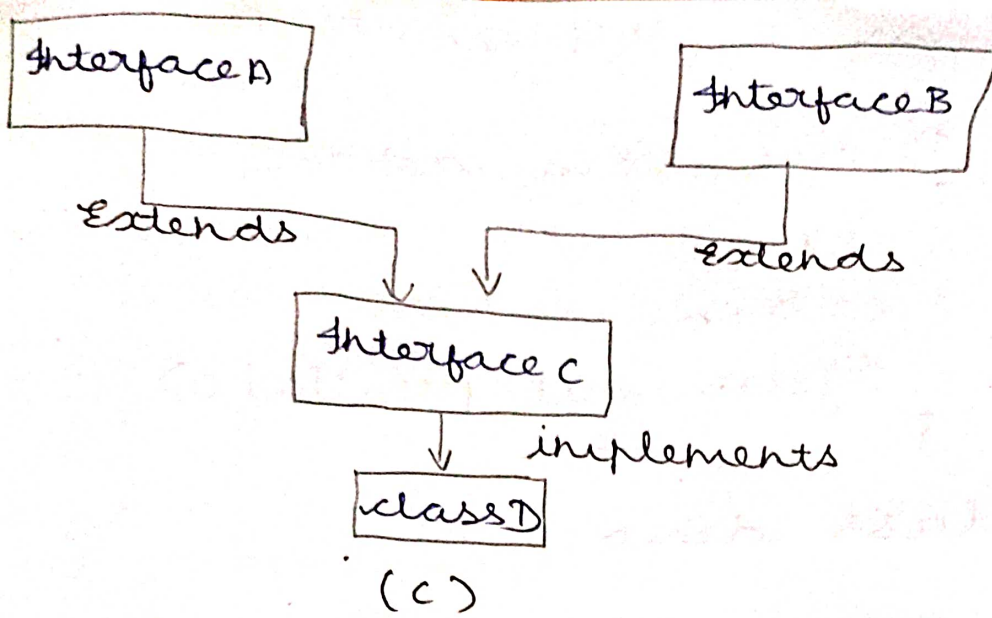 InterfaceA
InterfaceB
Extends
Extends
Interface C
implements
classD
(C)